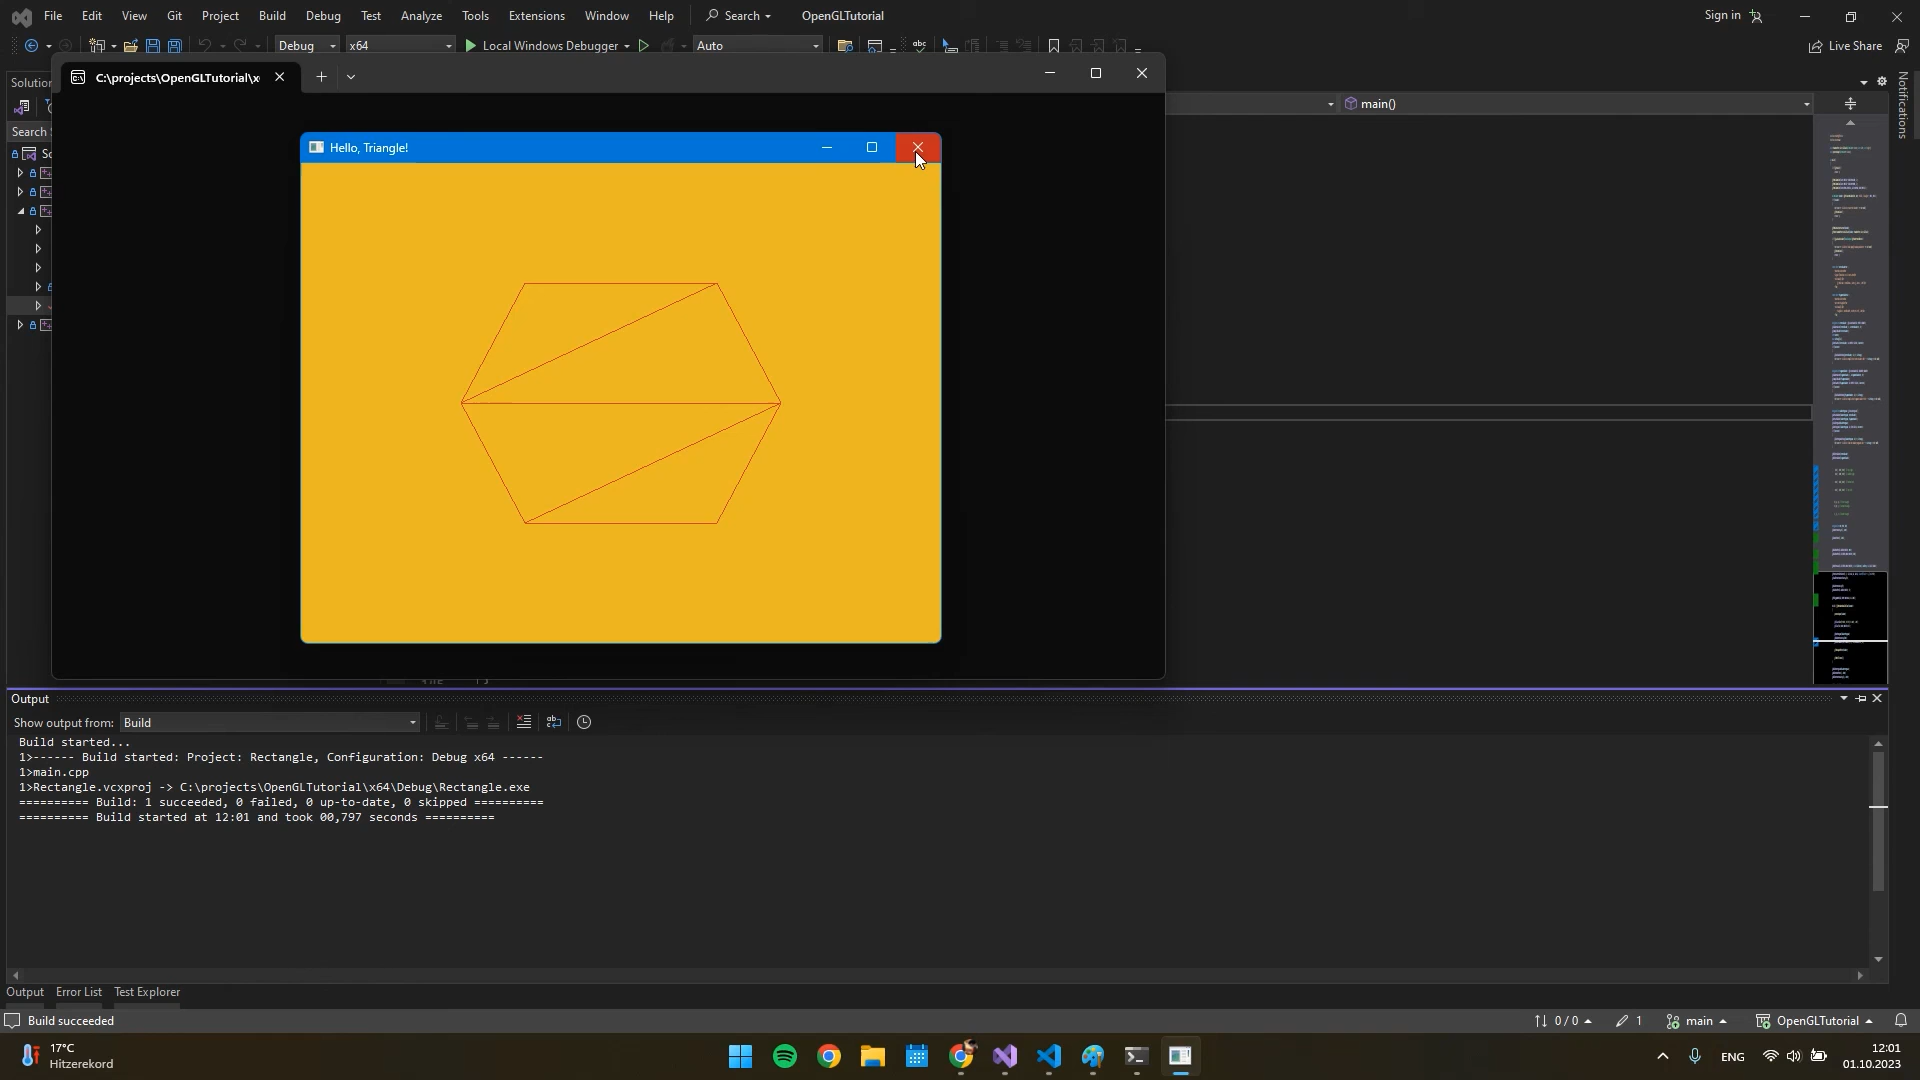 File Edit View Git Project Build Debug Test Analyze Tools Extensions Window Help Search OpenGLTutorial Sign in
Debug x64 Local Windows Debugger Auto Live Share
C:\projects\OpenGLTutorial\x
Solution
main()
Notifications
Search
Hello, Triangle!
Output
Show output from: Build
Build started...
1>------ Build started: Project: Rectangle, Configuration: Debug x64 ------
1>main.cpp
1>Rectangle.vcxproj -> C:\projects\OpenGLTutorial\x64\Debug\Rectangle.exe
========== Build: 1 succeeded, 0 failed, 0 up-to-date, 0 skipped ==========
========== Build started at 12:01 and took 00,797 seconds ==========
Output Error List Test Explorer
Build succeeded 0 / 0 1 main OpenGLTutorial
17°C
Hitzerekord
ENG
12:01
01.10.2023